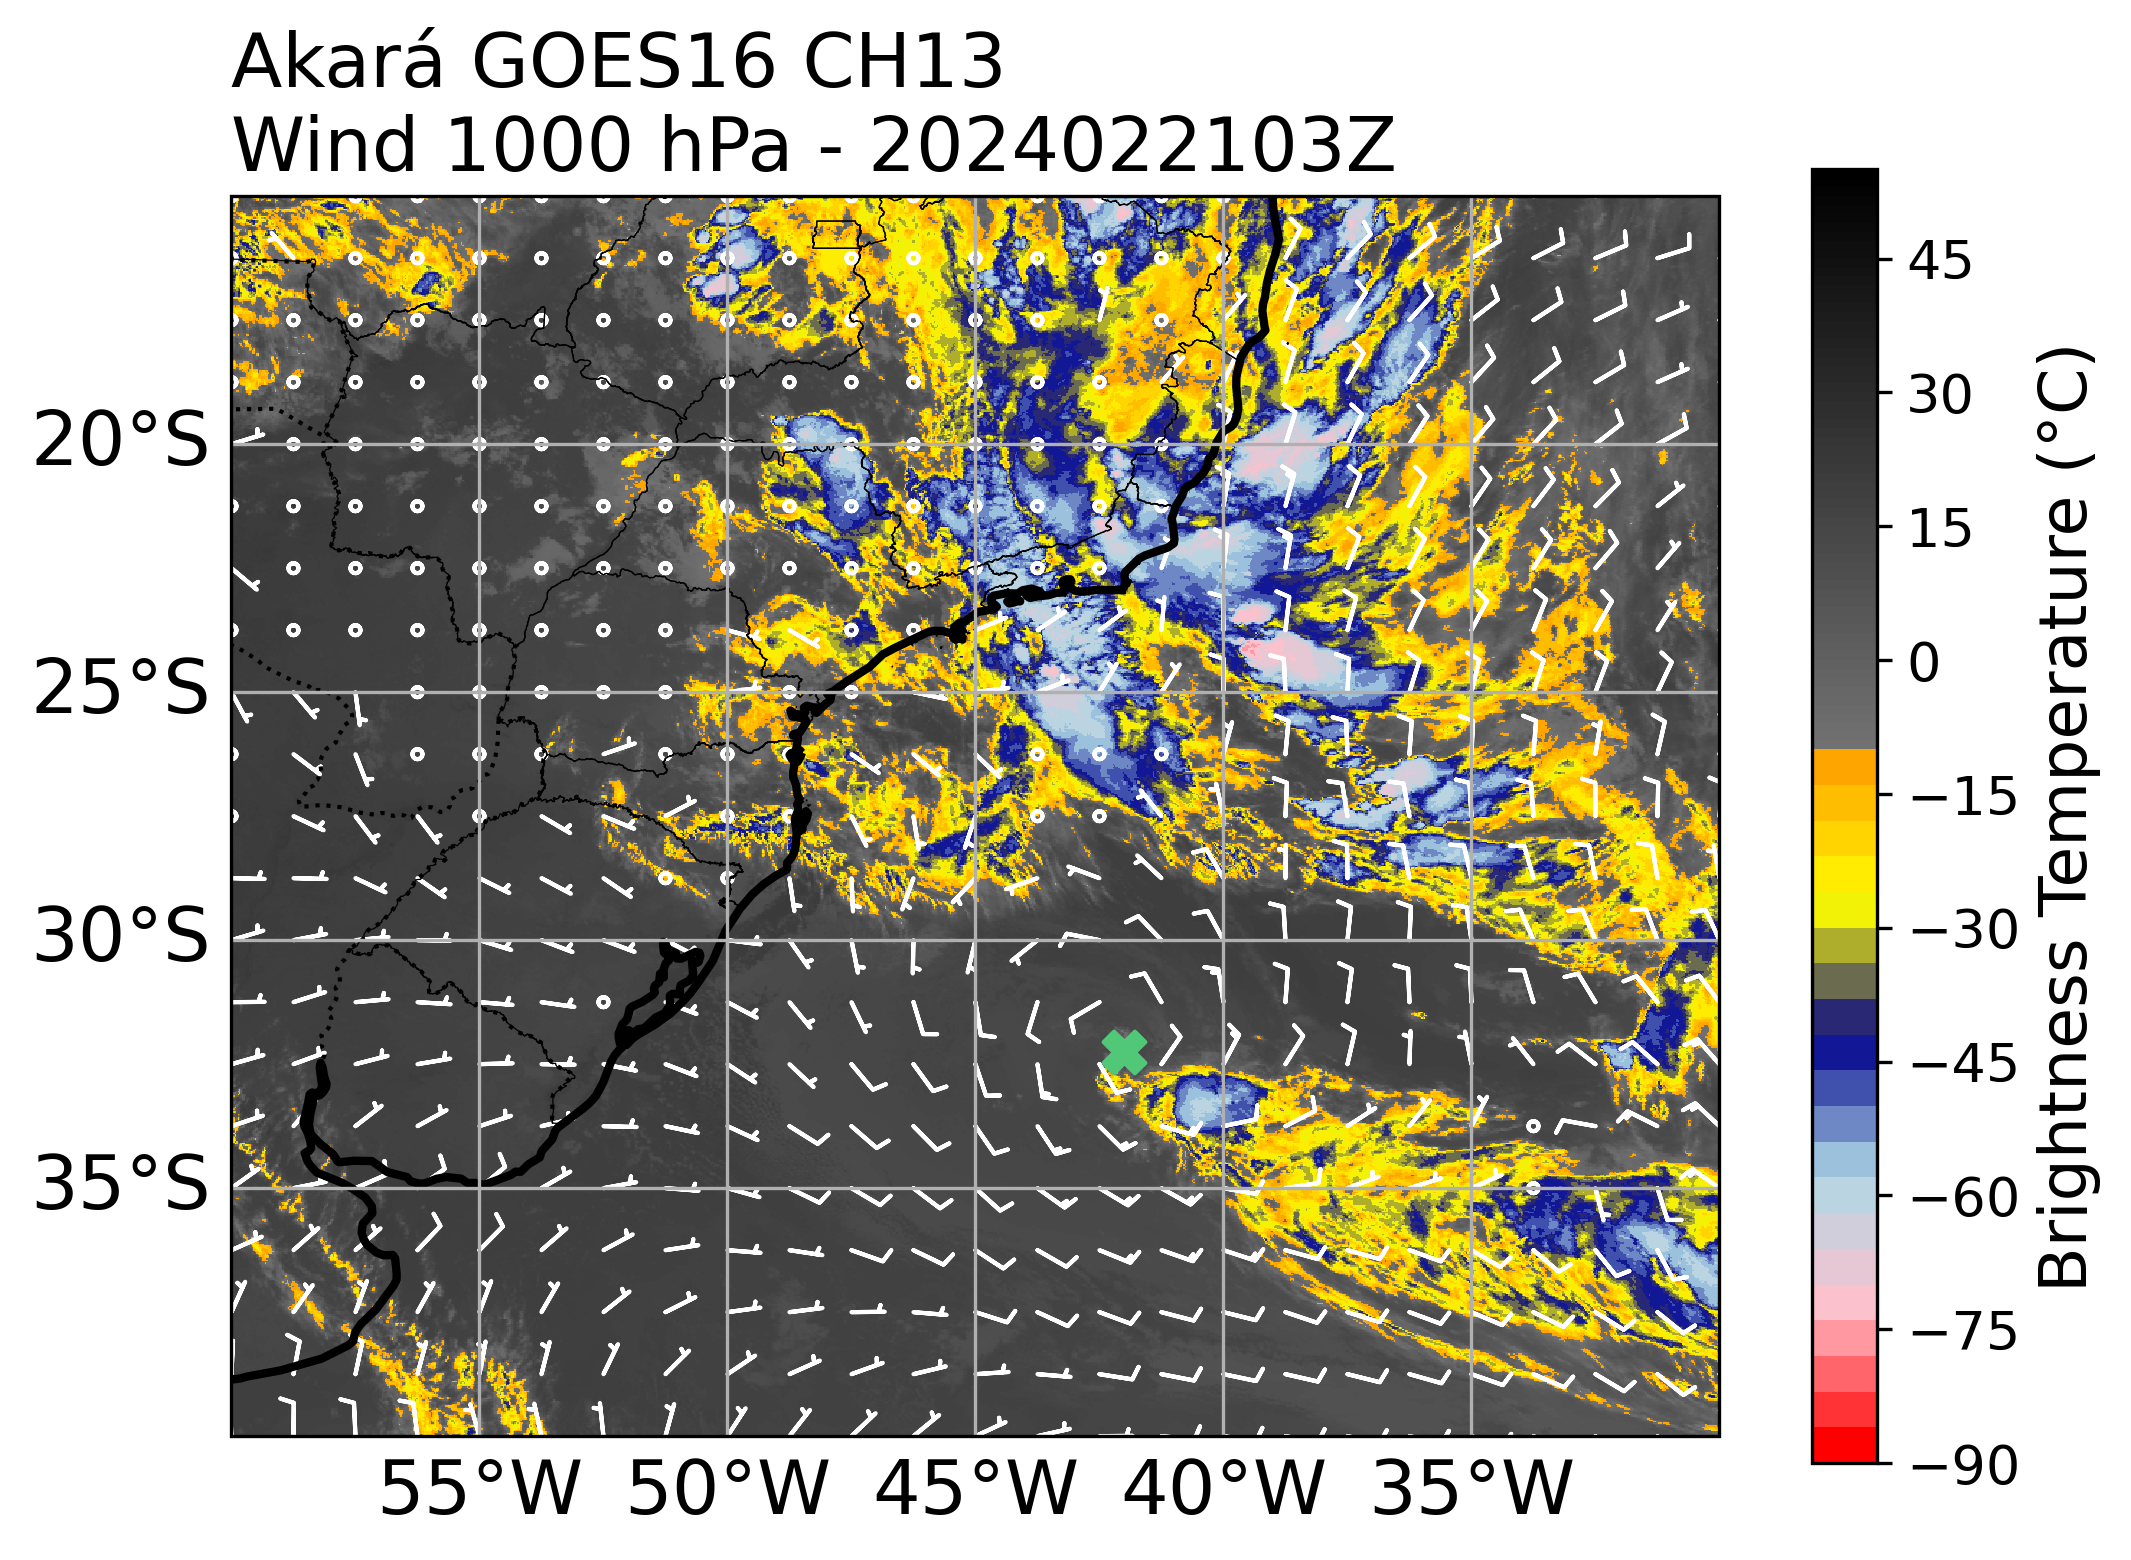 Akará GOES16 CH13
Wind 1000 hPa - 2024022103Z
20°S
25°S
30°S
35°S
55°W 50°W 45°W 40°W 35°W
45
30
15
0
−15
−30
−45
−60
−75
−90
Brightness Temperature (°C)